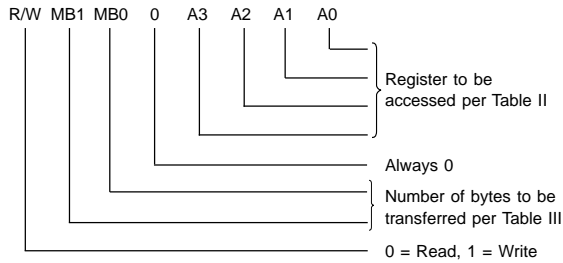 R/W MB1 MB0 0 A3 A2 A1 A0
Register to be
accessed per Table II
Always 0
Number of bytes to be
transferred per Table III
0 = Read, 1 = Write